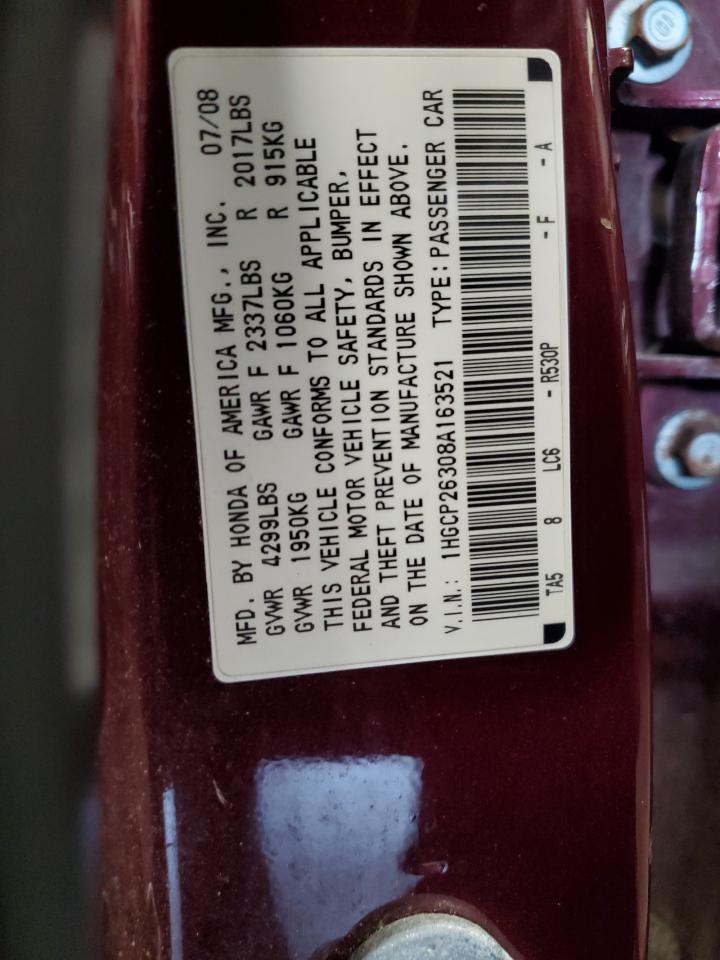 MFD. BY HONDA OF AMERICA MFG., INC. 07/08
GVWR 4299LBS GAWR F 2337LBS R 2017LBS
GVWR 1950KG GAWR F 1060KG R 915KG
THIS VEHICLE CONFORMS TO ALL APPLICABLE
FEDERAL MOTOR VEHICLE SAFETY, BUMPER,
AND THEFT PREVENTION STANDARDS IN EFFECT
ON THE DATE OF MANUFACTURE SHOWN ABOVE.
V.I.N.: 1HGCP26308A163521 TYPE: PASSENGER CAR
TA5 8 LC6 - R530P - F - A